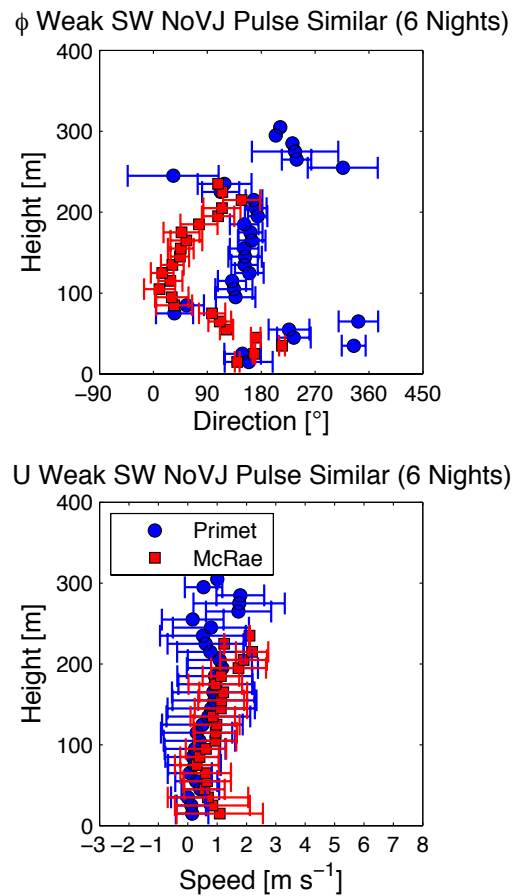 ϕ Weak SW NoVJ Pulse Similar (6 Nights)
400
300
200
100
0
Height [m]
−90 0 90 180 270 360 450
Direction [°]
U Weak SW NoVJ Pulse Similar (6 Nights)
400
300
200
100
0
Height [m]
Primet
McRae
−3 −2 −1 0 1 2 3 4 5 6 7 8
Speed [m s⁻¹]